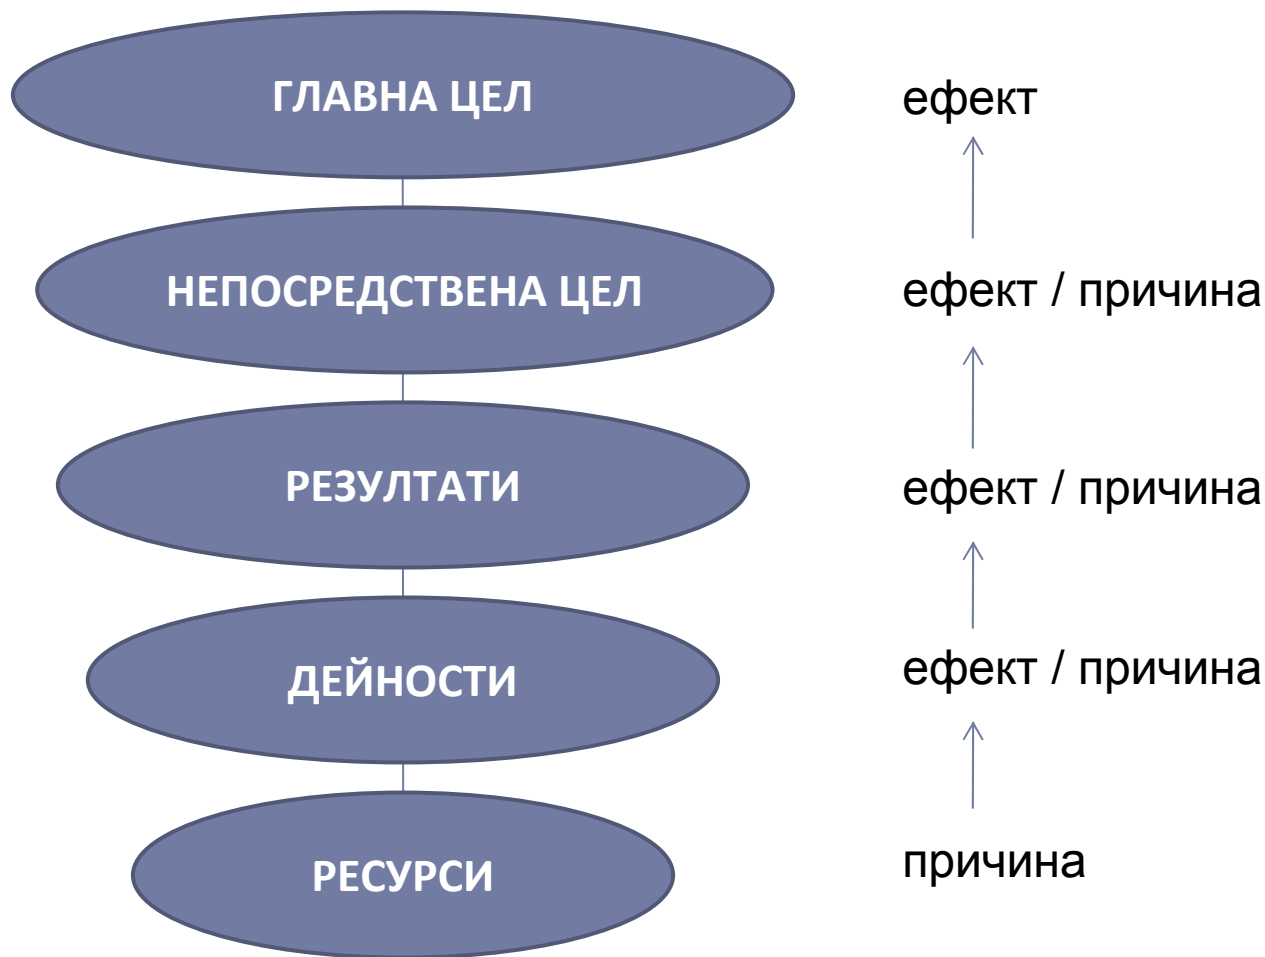 ГЛАВНА ЦЕЛ
ефект
НЕПОСРЕДСТВЕНА ЦЕЛ
ефект / причина
РЕЗУЛТАТИ
ефект / причина
ДЕЙНОСТИ
ефект / причина
РЕСУРСИ
причина